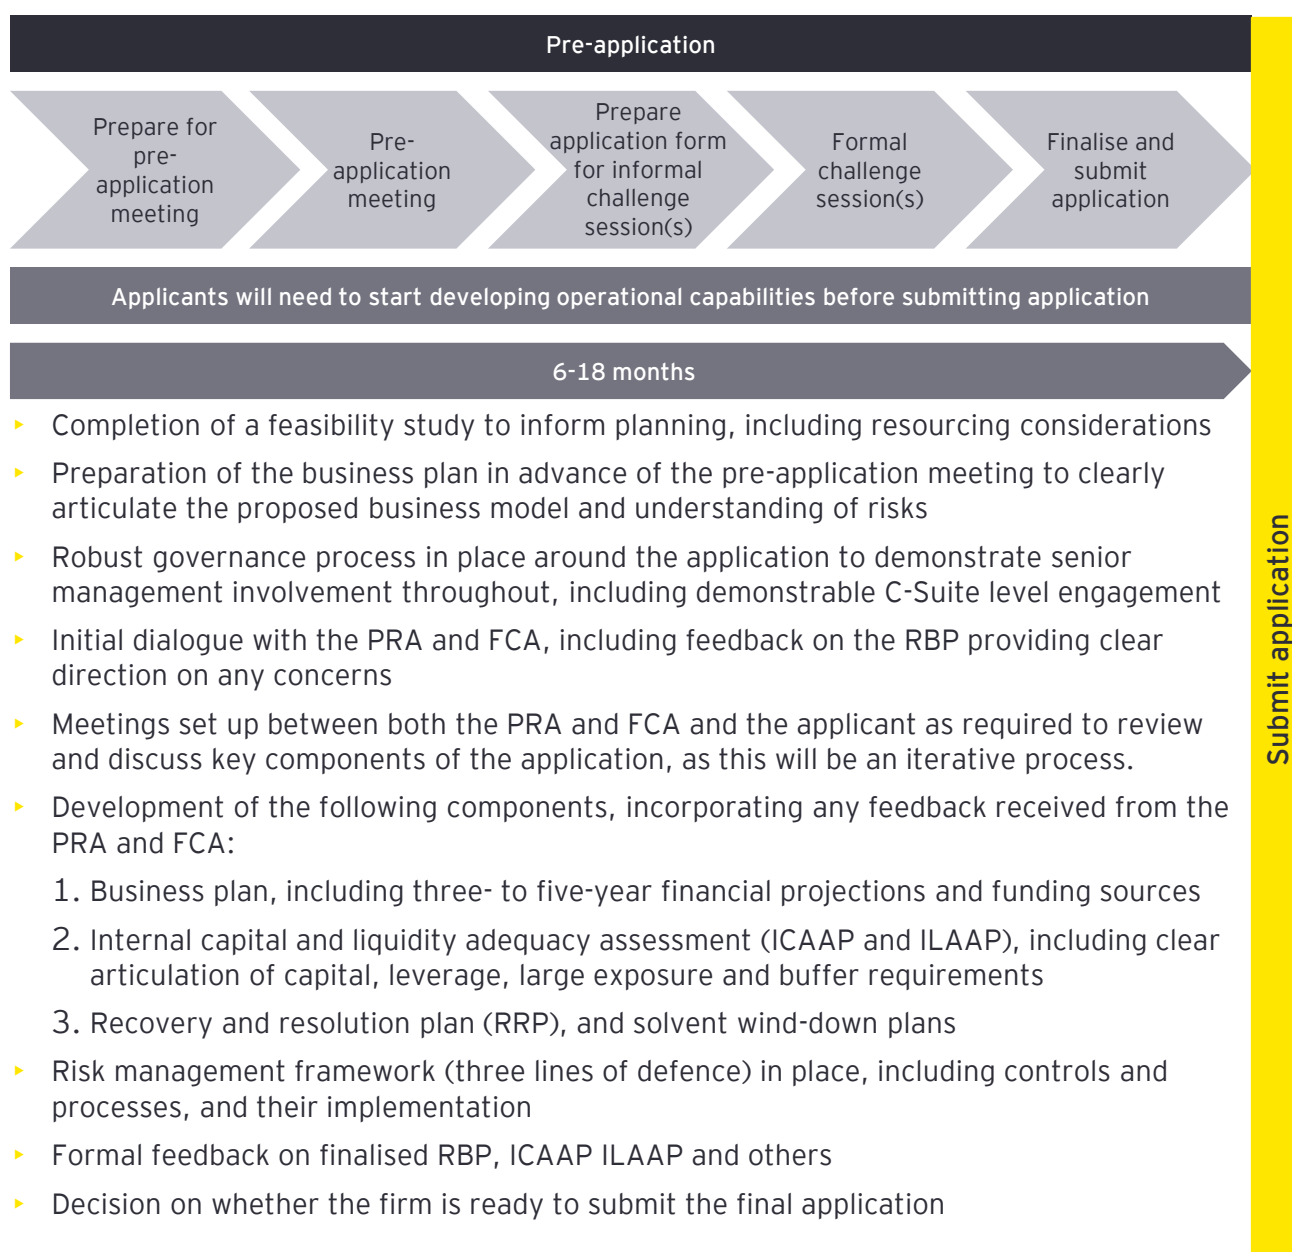 Pre-application
Prepare for
pre-
application
meeting
Pre-
application
meeting
Prepare
application form
for informal
challenge
session(s)
Formal
challenge
session(s)
Finalise and
submit
application
Applicants will need to start developing operational capabilities before submitting application
6-18 months
‣ Completion of a feasibility study to inform planning, including resourcing considerations
‣ Preparation of the business plan in advance of the pre-application meeting to clearly
articulate the proposed business model and understanding of risks
‣ Robust governance process in place around the application to demonstrate senior
management involvement throughout, including demonstrable C-Suite level engagement
‣ Initial dialogue with the PRA and FCA, including feedback on the RBP providing clear
direction on any concerns
‣ Meetings set up between both the PRA and FCA and the applicant as required to review
and discuss key components of the application, as this will be an iterative process.
‣ Development of the following components, incorporating any feedback received from the
PRA and FCA:
1. Business plan, including three- to five-year financial projections and funding sources
2. Internal capital and liquidity adequacy assessment (ICAAP and ILAAP), including clear
articulation of capital, leverage, large exposure and buffer requirements
3. Recovery and resolution plan (RRP), and solvent wind-down plans
‣ Risk management framework (three lines of defence) in place, including controls and
processes, and their implementation
‣ Formal feedback on finalised RBP, ICAAP ILAAP and others
‣ Decision on whether the firm is ready to submit the final application
Submit application